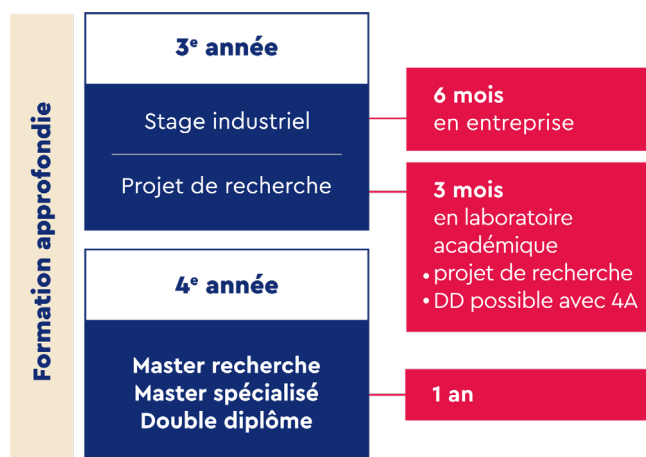 Formation approfondie
3e année
Stage industriel
Projet de recherche
6 mois
en entreprise
3 mois
en laboratoire
académique
• projet de recherche
• DD possible avec 4A
4e année
Master recherche
Master spécialisé
Double diplôme
1 an